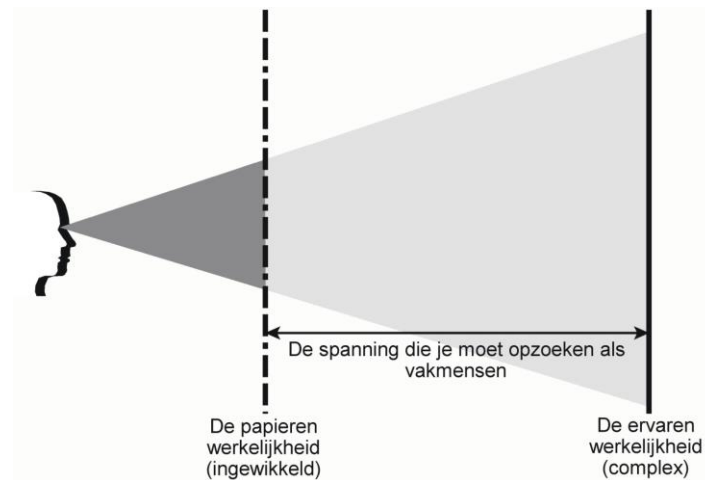 De spanning die je moet opzoeken als
vakmensen
De papieren
werkelijkheid
(ingewikkeld)
De ervaren
werkelijkheid
(complex)